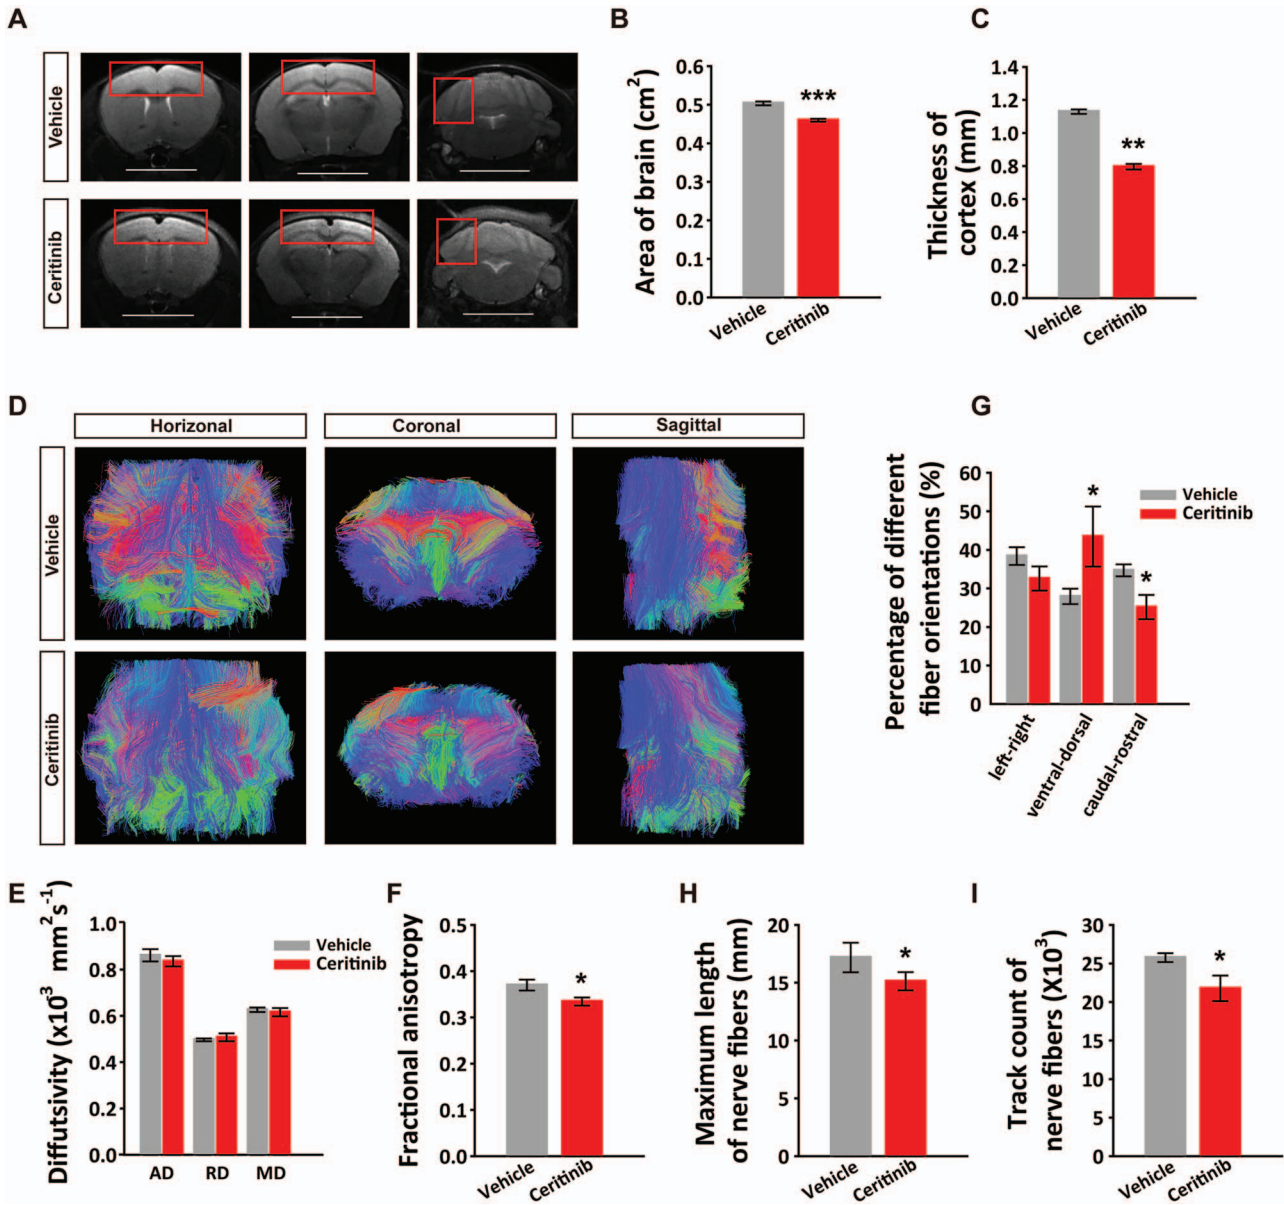 A
Vehicle
Ceritinib
B
Area of brain (cm2)
0.6
0.5
0.4
0.3
0.2
0.1
0.0
***
Vehicle
Ceritinib
C
Thickness of
cortex (mm)
1.4
1.2
1.0
0.8
0.6
0.4
0.2
0.0
**
Vehicle
Ceritinib
D
Horizonal
Coronal
Sagittal
Vehicle
Ceritinib
G
Percentage of different
fiber orientations (%)
60
50
40
30
20
10
0
*
*
Vehicle
Ceritinib
left-right
ventral-dorsal
caudal-rostral
E
Diffutsivity (x103 mm2s-1)
1.0
0.8
0.6
0.4
0.2
0.0
Vehicle
Ceritinib
AD
RD
MD
F
Fractional anisotropy
0.5
0.4
0.3
0.2
0.1
0.0
*
Vehicle
Ceritinib
H
Maximum length
of nerve fibers (mm)
20
15
10
5
0
*
Vehicle
Ceritinib
I
Track count of
nerve fibers (X103)
30
25
20
15
10
5
0
*
Vehicle
Ceritinib